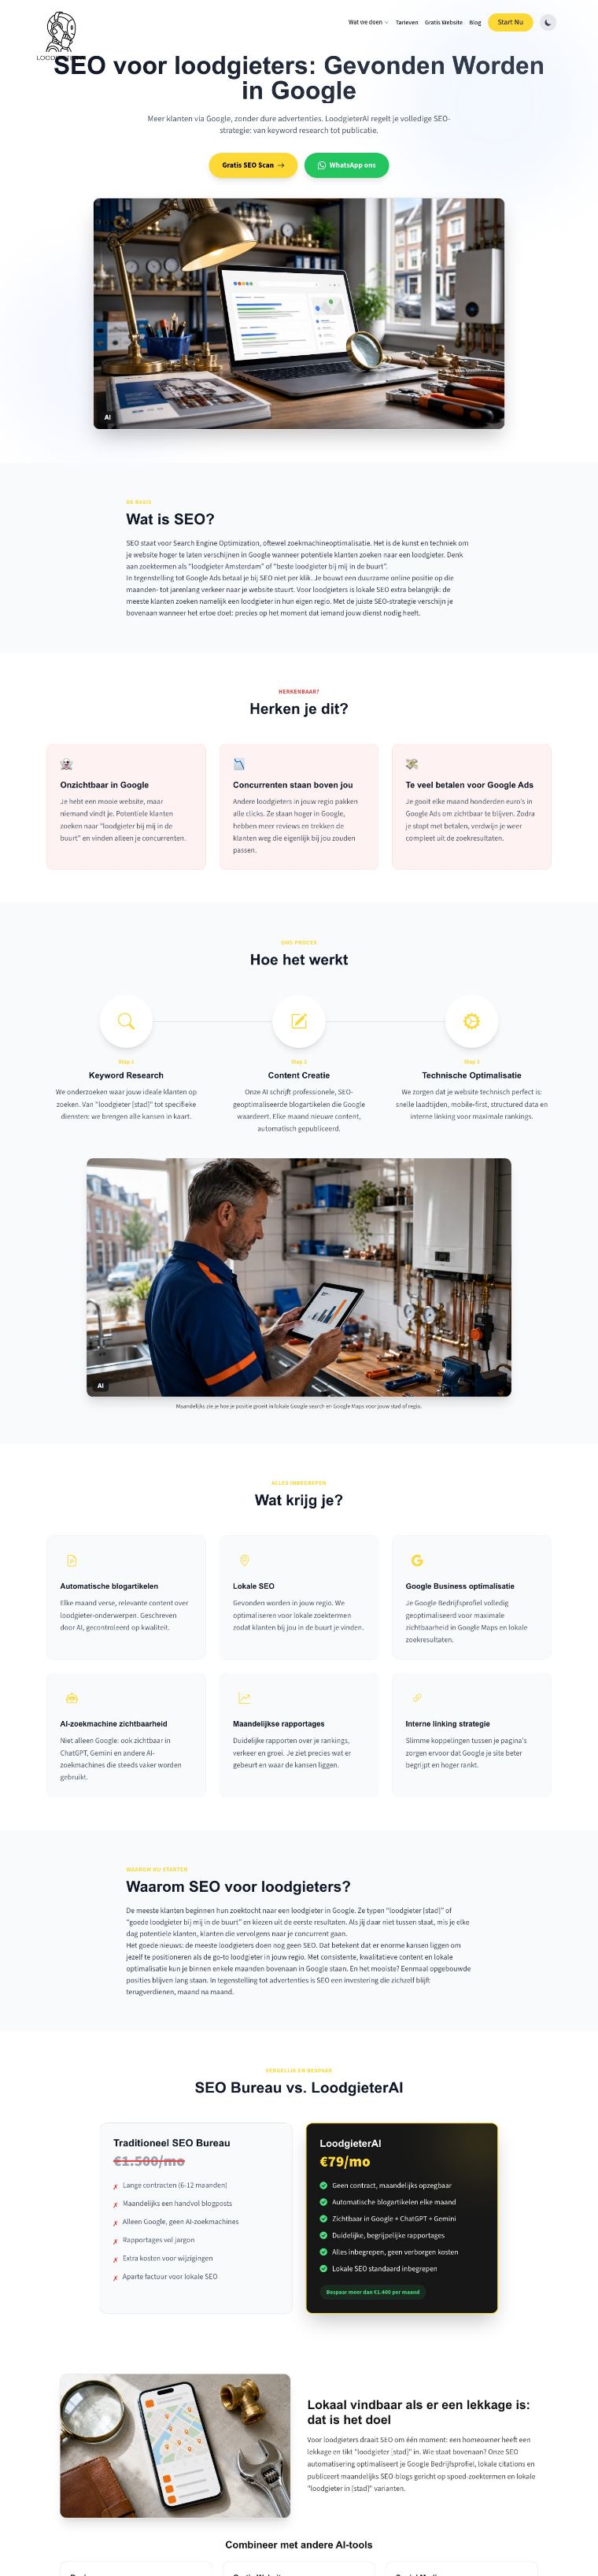 Wat we doen
Tarieven
Gratis Website
Blog
Start Nu
SEO voor loodgieters: Gevonden Worden
in Google
Meer klanten via Google, zonder dure advertenties. LoodgieterAI regelt je volledige SEO-
strategie: van keyword research tot publicatie.
Gratis SEO Scan →
WhatsApp ons
AI
DE BASIS
Wat is SEO?
SEO staat voor Search Engine Optimization, oftewel zoekmachineoptimalisatie. Het is de kunst en techniek om
je website hoger te laten verschijnen in Google wanneer potentiële klanten zoeken naar een loodgieter. Denk
aan zoektermen als "loodgieter Amsterdam" of "beste loodgieter bij mij in de buurt".
In tegenstelling tot Google Ads betaal je bij SEO niet per klik. Je bouwt een duurzame online positie op die
maanden- tot jarenlang verkeer naar je website stuurt. Voor loodgieters is lokale SEO extra belangrijk: de
meeste klanten zoeken namelijk een loodgieter in hun eigen regio. Met de juiste SEO-strategie verschijn je
bovenaan wanneer het ertoe doet: precies op het moment dat iemand jouw dienst nodig heeft.
HERKENBAAR?
Herken je dit?
Onzichtbaar in Google
Je hebt een mooie website, maar
niemand vindt je. Potentiele klanten
zoeken naar "loodgieter bij mij in de
buurt" en vinden alleen je concurrenten.
Concurrenten staan boven jou
Andere loodgieters in jouw regio pakken
alle clicks. Ze staan hoger in Google,
hebben meer reviews en trekken de
klanten weg die eigenlijk bij jou zouden
passen.
Te veel betalen voor Google Ads
Je gooit elke maand honderden euro's in
Google Ads om zichtbaar te blijven. Zodra
je stopt met betalen, verdwijn je weer
compleet uit de zoekresultaten.
ONS PROCES
Hoe het werkt
Stap 1
Keyword Research
We onderzoeken waar jouw ideale klanten op
zoeken. Van "loodgieter [stad]" tot specifieke
diensten: we brengen alle kansen in kaart.
Stap 2
Content Creatie
Onze AI schrijft professionele, SEO-
geoptimaliseerde blogartikelen die Google
waardeert. Elke maand nieuwe content,
automatisch gepubliceerd.
Stap 3
Technische Optimalisatie
We zorgen dat je website technisch perfect is:
snelle laadtijden, mobile-first, structured data en
interne linking voor maximale rankings.
AI
Maandelijks zie je hoe je positie groeit in lokale Google search en Google Maps voor jouw stad of regio.
ALLES INBEGREPEN
Wat krijg je?
Automatische blogartikelen
Elke maand verse, relevante content over
loodgieter-onderwerpen. Geschreven
door AI, gecontroleerd op kwaliteit.
Lokale SEO
Gevonden worden in jouw regio. We
optimaliseren voor lokale zoektermen
zodat klanten bij jou in de buurt je vinden.
Google Business optimalisatie
Je Google Bedrijfsprofiel volledig
geoptimaliseerd voor maximale
zichtbaarheid in Google Maps en lokale
zoekresultaten.
AI-zoekmachine zichtbaarheid
Niet alleen Google: ook zichtbaar in
ChatGPT, Gemini en andere AI-
zoekmachines die steeds vaker worden
gebruikt.
Maandelijkse rapportages
Duidelijke rapporten over je rankings,
verkeer en groei. Je ziet precies wat er
gebeurt en waar de kansen liggen.
Interne linking strategie
Slimme koppelingen tussen je pagina's
zorgen ervoor dat Google je site beter
begrijpt en hoger rankt.
WAAROM NU STARTEN
Waarom SEO voor loodgieters?
De meeste klanten beginnen hun zoektocht naar een loodgieter in Google. Ze typen "loodgieter [stad]" of
"goede loodgieter bij mij in de buurt" en kiezen uit de eerste resultaten. Als jij daar niet tussen staat, mis je elke
dag potentiele klanten, klanten die vervolgens naar je concurrent gaan.
Het goede nieuws: de meeste loodgieters doen nog geen SEO. Dat betekent dat er enorme kansen liggen om
jezelf te positioneren als de go-to loodgieter in jouw regio. Met consistente, kwalitatieve content en lokale
optimalisatie kun je binnen enkele maanden bovenaan in Google staan. En het mooiste? Eenmaal opgebouwde
posities blijven lang staan. In tegenstelling tot advertenties is SEO een investering die zichzelf blijft
terugverdienen, maand na maand.
VERGELIJK EN BESPAAR
SEO Bureau vs. LoodgieterAI
Traditioneel SEO Bureau
€1.500/mo
✗ Lange contracten (6-12 maanden)
✗ Maandelijks een handvol blogposts
✗ Alleen Google, geen AI-zoekmachines
✗ Rapportages vol jargon
✗ Extra kosten voor wijzigingen
✗ Aparte factuur voor lokale SEO
LoodgieterAI
€79/mo
Geen contract, maandelijks opzegbaar
Automatische blogartikelen elke maand
Zichtbaar in Google + ChatGPT + Gemini
Duidelijke, begrijpelijke rapportages
Alles inbegrepen, geen verborgen kosten
Lokale SEO standaard inbegrepen
Bespaar meer dan €1.400 per maand
Lokaal vindbaar als er een lekkage is:
dat is het doel
Voor loodgieters draait SEO om één moment: een homeowner heeft een
lekkage en tikt "loodgieter [stad]" in. Wie staat bovenaan? Onze SEO
automatisering optimaliseert je Google Bedrijfsprofiel, lokale citations en
publiceert maandelijks SEO-blogs gericht op spoed-zoektermen en lokale
"loodgieter in [stad]" varianten.
Combineer met andere AI-tools